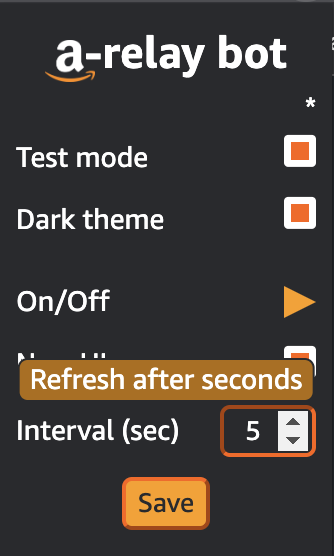 a-relay bot
*
Test mode
Dark theme
On/Off
Refresh after seconds
Interval (sec)
5
Save